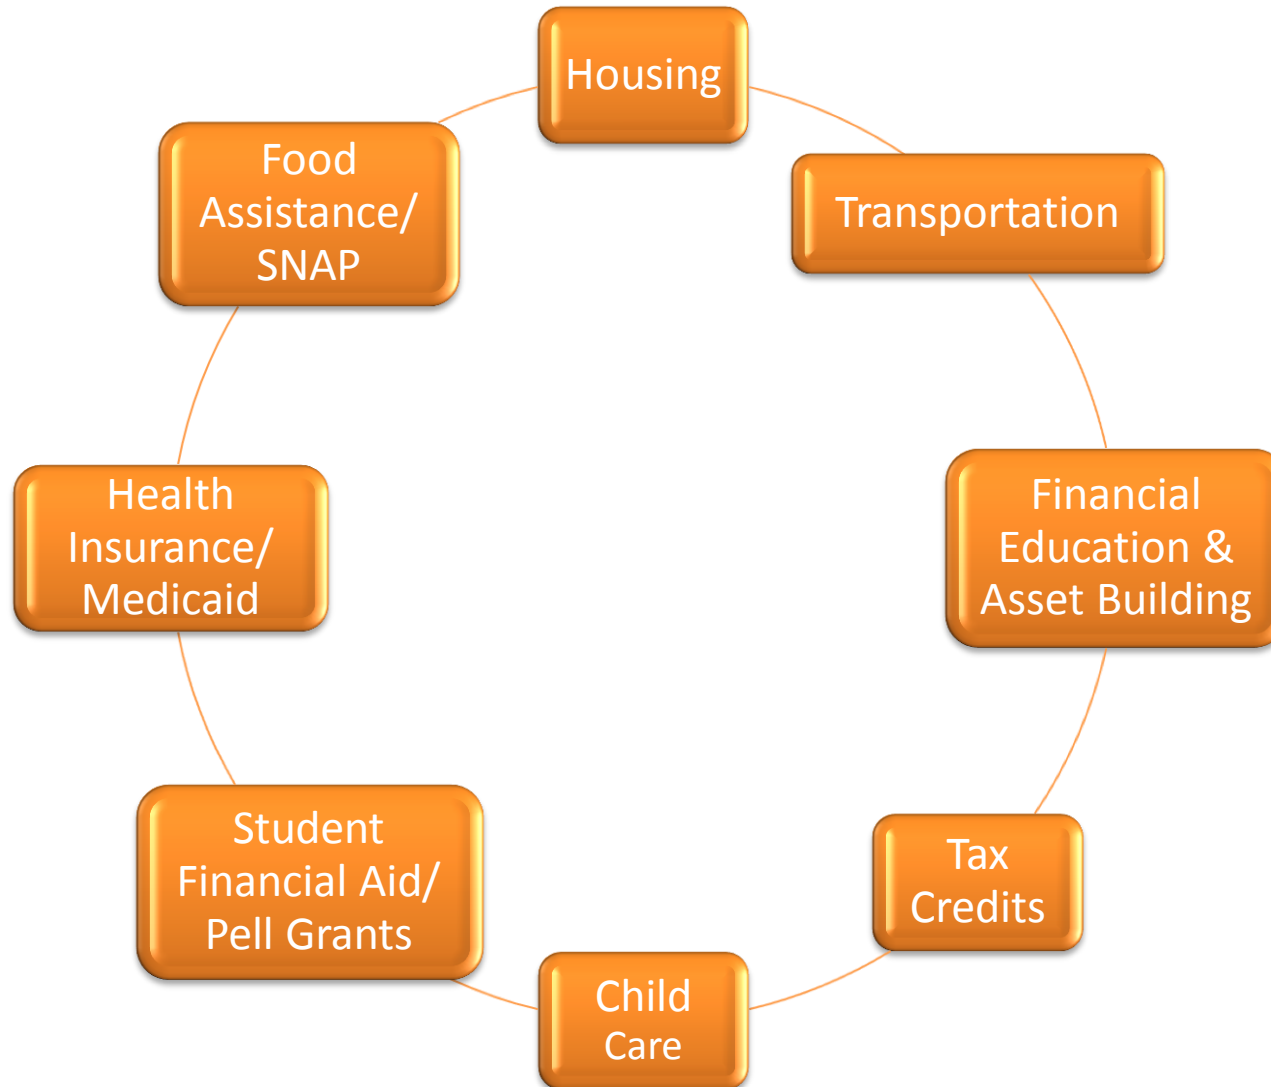 Housing
Transportation
Financial
Education &
Asset Building
Tax
Credits
Child
Care
Student
Financial Aid/
Pell Grants
Health
Insurance/
Medicaid
Food
Assistance/
SNAP